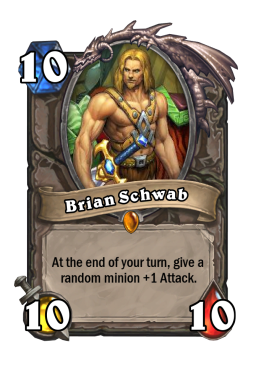 10
Brian Schwab
At the end of your turn, give a
random minion +1 Attack.
10 10